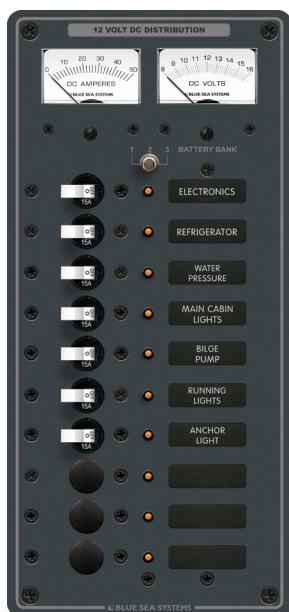 12 VOLT DC DISTRIBUTION
0 10 20 30 40 50
DC AMPERES
BLUE SEA SYSTEMS
8 9 10 11 12 13 14 15 16
DC VOLTS
BLUE SEA SYSTEMS
1 2 3 BATTERY BANK
ELECTRONICS
15A
REFRIGERATOR
15A
WATER
PRESSURE
15A
MAIN CABIN
LIGHTS
15A
BILGE
PUMP
15A
RUNNING
LIGHTS
15A
ANCHOR
LIGHT
15A
BLUE SEA SYSTEMS